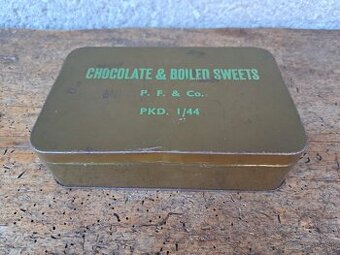 CHOCOLATE & BOILED SWEETS
P. F. & Co.
PKD. 1/44